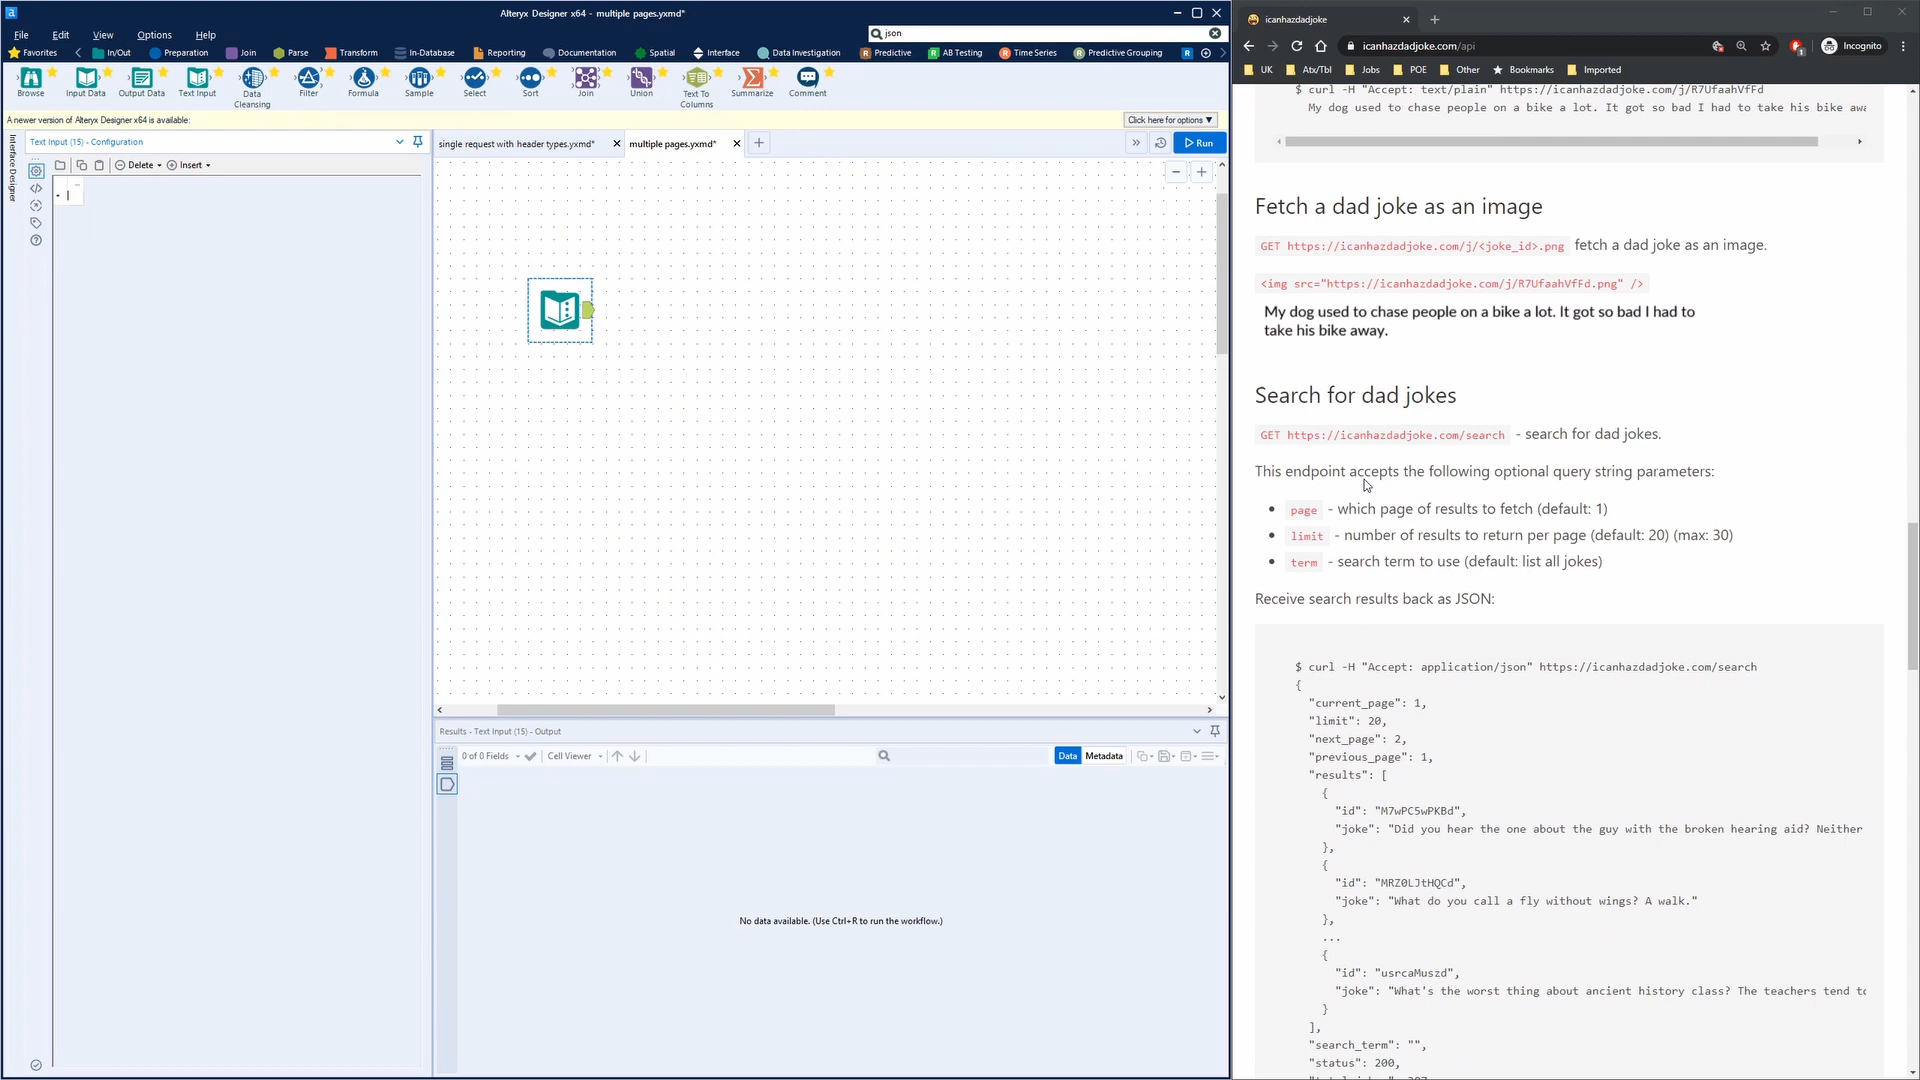 Alteryx Designer x64 - multiple pages.yxmd*
File Edit View Options Help
json
Favorites In/Out Preparation Join Parse Transform In-Database Reporting Documentation Spatial Interface Data Investigation Predictive AB Testing Time Series Predictive Grouping
Browse Input Data Output Data Text Input Data Cleansing Filter Formula Sample Select Sort Join Union Text To Columns Summarize Comment
A newer version of Alteryx Designer x64 is available:
Click here for options ▼
Interface Designer
Text Input (15) - Configuration
Delete Insert
single request with header types.yxmd*
multiple pages.yxmd*
Run
Results - Text Input (15) - Output
0 of 0 Fields Cell Viewer Data Metadata
No data available. (Use Ctrl+R to run the workflow.)
icanhazdadjoke
icanhazdadjoke.com/api
Incognito
UK Atx/Tbl Jobs POE Other Bookmarks Imported
$ curl -H "Accept: text/plain" https://icanhazdadjoke.com/j/R7UfaahVfFd
My dog used to chase people on a bike a lot. It got so bad I had to take his bike awa
Fetch a dad joke as an image
GET https://icanhazdadjoke.com/j/<joke_id>.png fetch a dad joke as an image.
<img src="https://icanhazdadjoke.com/j/R7UfaahVfFd.png" />
My dog used to chase people on a bike a lot. It got so bad I had to
take his bike away.
Search for dad jokes
GET https://icanhazdadjoke.com/search - search for dad jokes.
This endpoint accepts the following optional query string parameters:
• page - which page of results to fetch (default: 1)
• limit - number of results to return per page (default: 20) (max: 30)
• term - search term to use (default: list all jokes)
Receive search results back as JSON:
$ curl -H "Accept: application/json" https://icanhazdadjoke.com/search
{
"current_page": 1,
"limit": 20,
"next_page": 2,
"previous_page": 1,
"results": [
{
"id": "M7wPC5wPKBd",
"joke": "Did you hear the one about the guy with the broken hearing aid? Neither
},
{
"id": "MRZ0LJtHQCd",
"joke": "What do you call a fly without wings? A walk."
},
...
{
"id": "usrcaMuszd",
"joke": "What's the worst thing about ancient history class? The teachers tend to
}
],
"search_term": "",
"status": 200,